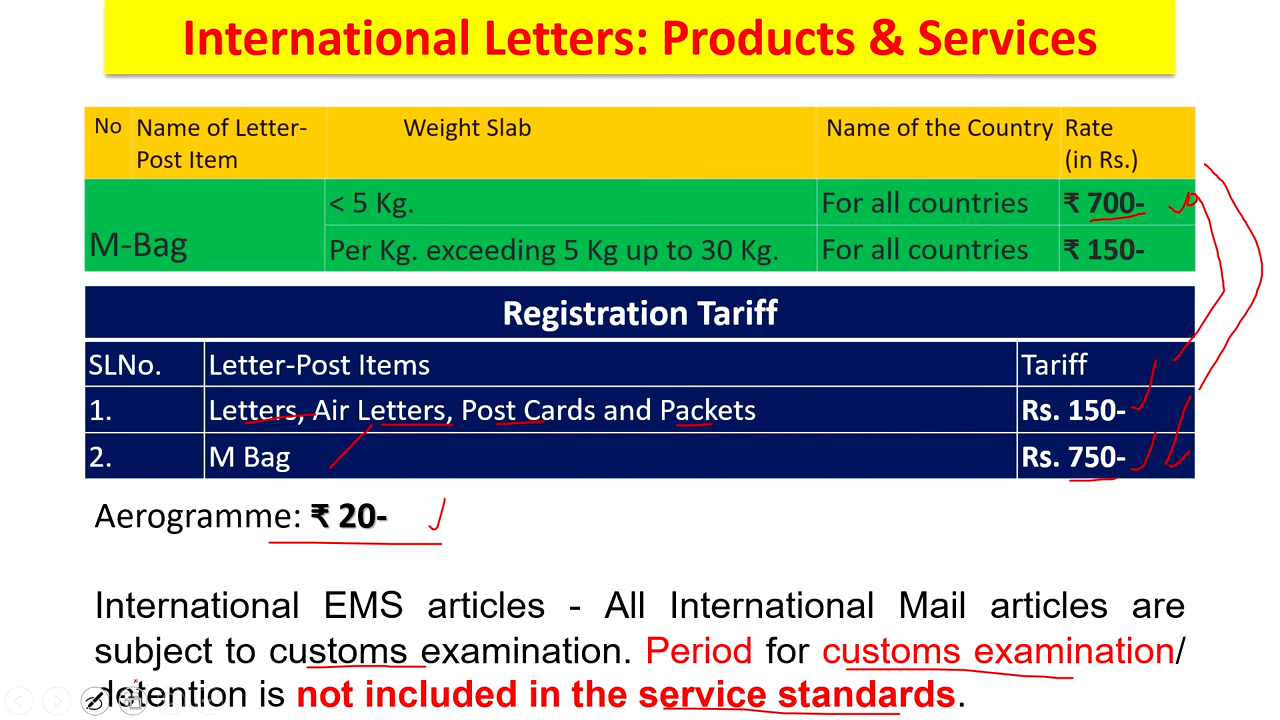 International Letters: Products & Services
No Name of Letter-Post Item Weight Slab Name of the Country Rate (in Rs.)
M-Bag < 5 Kg. For all countries ₹ 700-
Per Kg. exceeding 5 Kg up to 30 Kg. For all countries ₹ 150-
Registration Tariff
SLNo. Letter-Post Items Tariff
1. Letters, Air Letters, Post Cards and Packets Rs. 150-
2. M Bag Rs. 750-
Aerogramme: ₹ 20-
International EMS articles - All International Mail articles are
subject to customs examination. Period for customs examination/
detention is not included in the service standards.